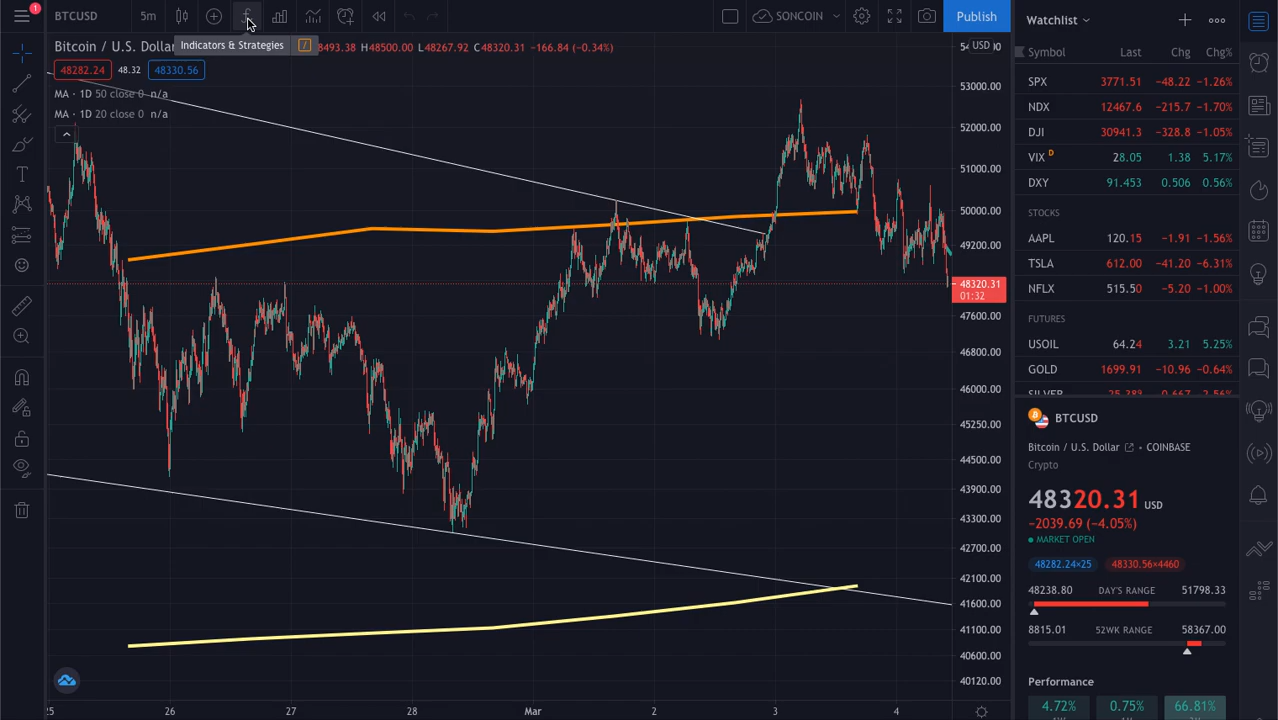 1
BTCUSD
5m
SONCOIN
Publish
Watchlist
Indicators & Strategies
/
Bitcoin / U.S. Dollar
8493.38 H48500.00 L48267.92 C48320.31 −166.84 (−0.34%)
48282.24 48.32 48330.56
MA · 1D 50 close 0 n/a
MA · 1D 20 close 0 n/a
USD
53000.00
52000.00
51000.00
50000.00
49200.00
48320.31
01:32
47600.00
46800.00
46000.00
45250.00
44500.00
43900.00
43300.00
42700.00
42100.00
41600.00
41100.00
40600.00
40120.00
25 26 27 28 Mar 2 3 4
Symbol Last Chg Chg%
SPX 3771.51 −48.22 −1.26%
NDX 12467.6 −215.7 −1.70%
DJI 30941.3 −328.8 −1.05%
VIX D 28.05 1.38 5.17%
DXY 91.453 0.506 0.56%
STOCKS
AAPL 120.15 −1.91 −1.56%
TSLA 612.00 −41.20 −6.31%
NFLX 515.50 −5.20 −1.00%
FUTURES
USOIL 64.24 3.21 5.25%
GOLD 1699.91 −10.96 −0.64%
SILVER 25.283 −0.667 −2.56%
BTCUSD
Bitcoin / U.S. Dollar • COINBASE
Crypto
48320.31 USD
−2039.69 (−4.05%)
MARKET OPEN
48282.24×25 48330.56×4460
48238.80 DAY'S RANGE 51798.33
8815.01 52WK RANGE 58367.00
Performance
4.72% 0.75% 66.81%